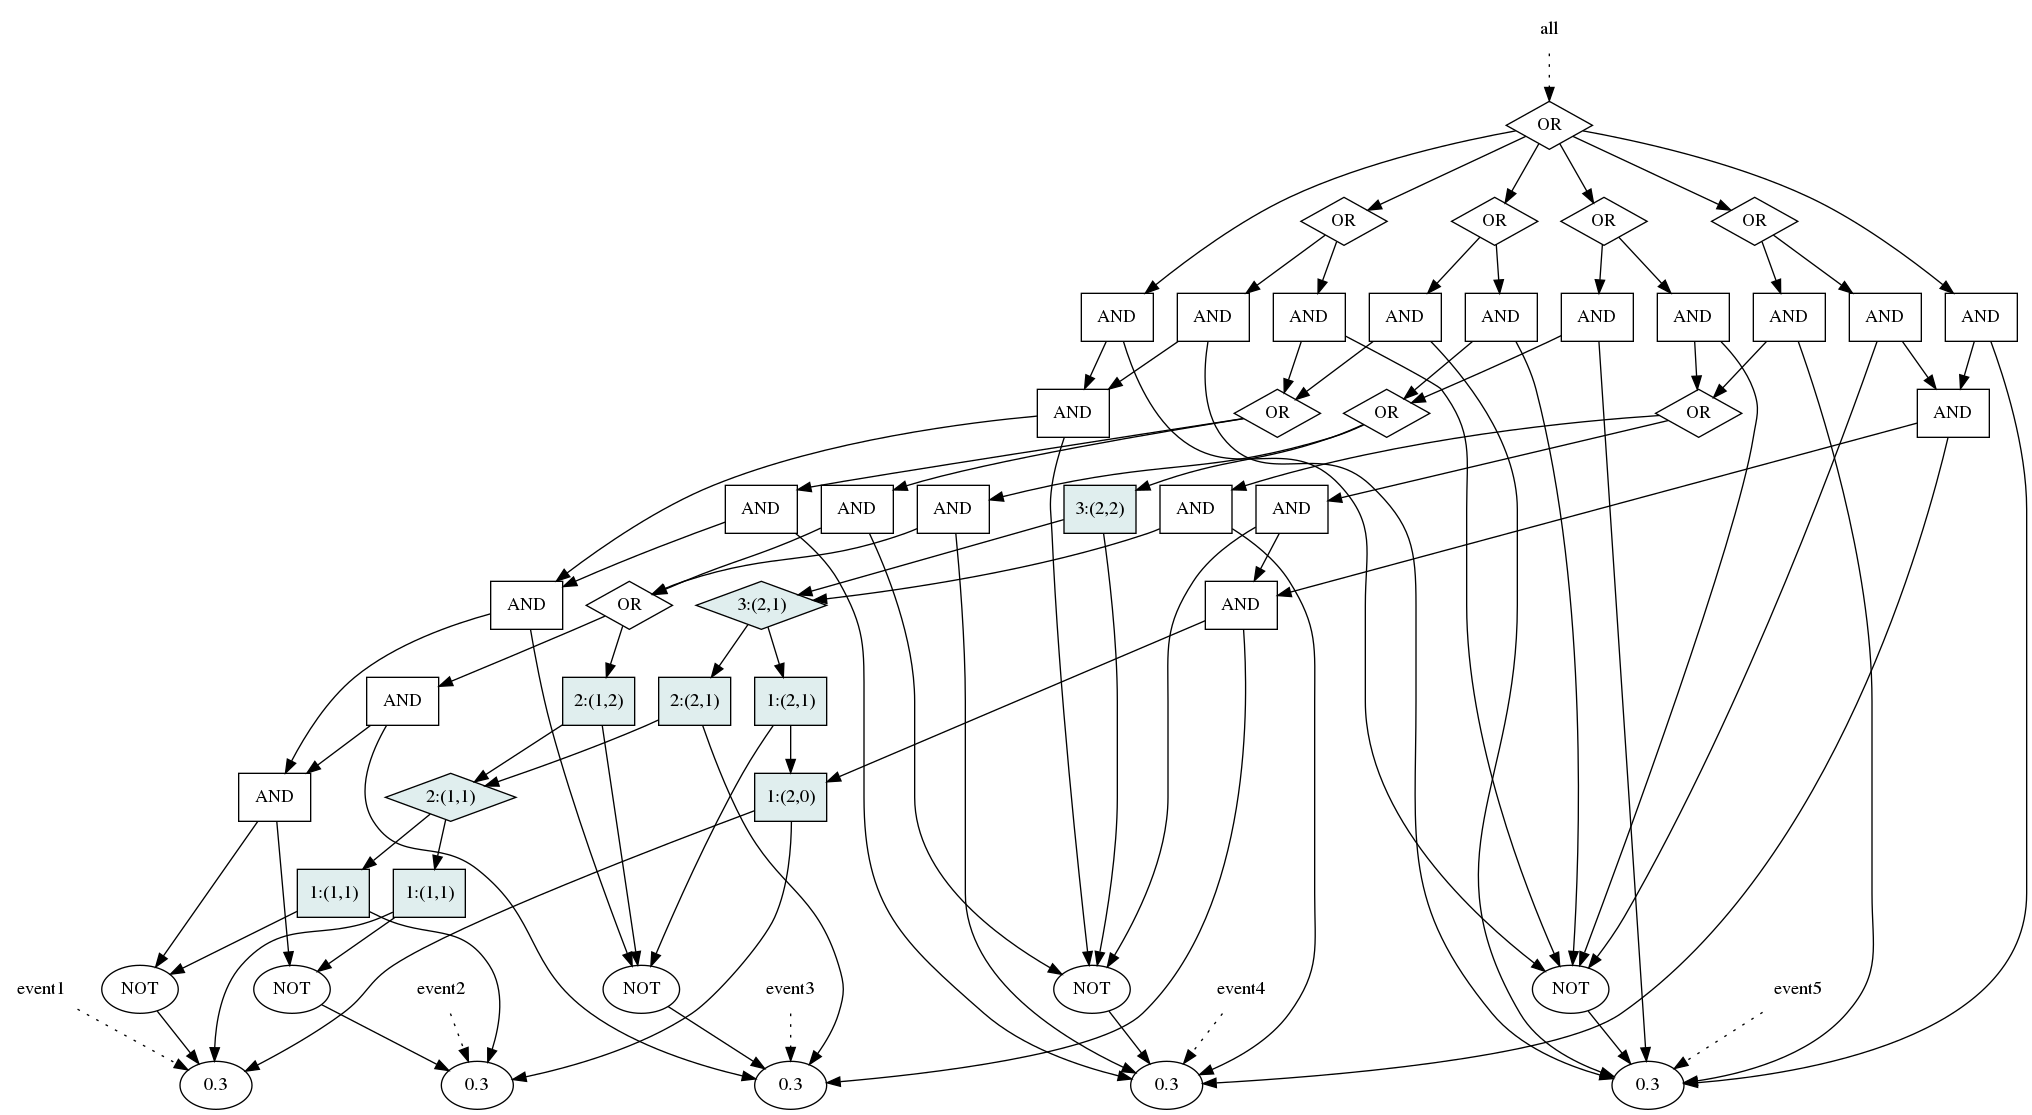 all
OR
OR
OR
OR
OR
AND
AND
AND
AND
AND
AND
AND
AND
AND
AND
AND
OR
OR
OR
AND
AND
AND
AND
3:(2,2)
AND
AND
AND
OR
3:(2,1)
AND
AND
2:(1,2)
2:(2,1)
1:(2,1)
AND
2:(1,1)
1:(2,0)
1:(1,1)
1:(1,1)
event1
NOT
NOT
event2
NOT
event3
NOT
event4
NOT
event5
0.3
0.3
0.3
0.3
0.3